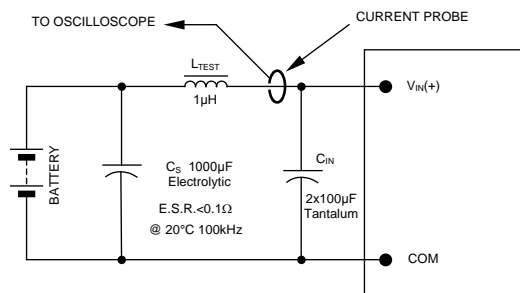 TO OSCILLOSCOPE
CURRENT PROBE
LTEST
1μH
VIN(+)
BATTERY
CS 1000μF
Electrolytic
E.S.R.<0.1Ω
@ 20°C 100kHz
CIN
2x100μF
Tantalum
COM